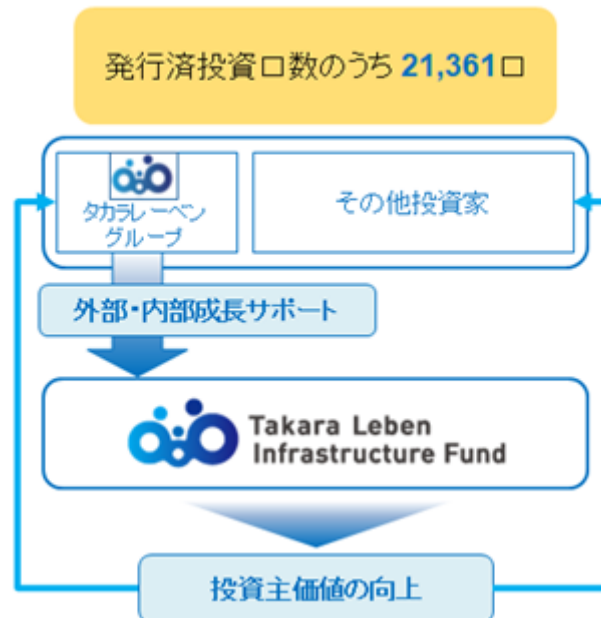 発行済投資口数のうち 21,361口
タカラレーベン
グループ
その他投資家
外部・内部成長サポート
Takara Leben
Infrastructure Fund
投資主価値の向上